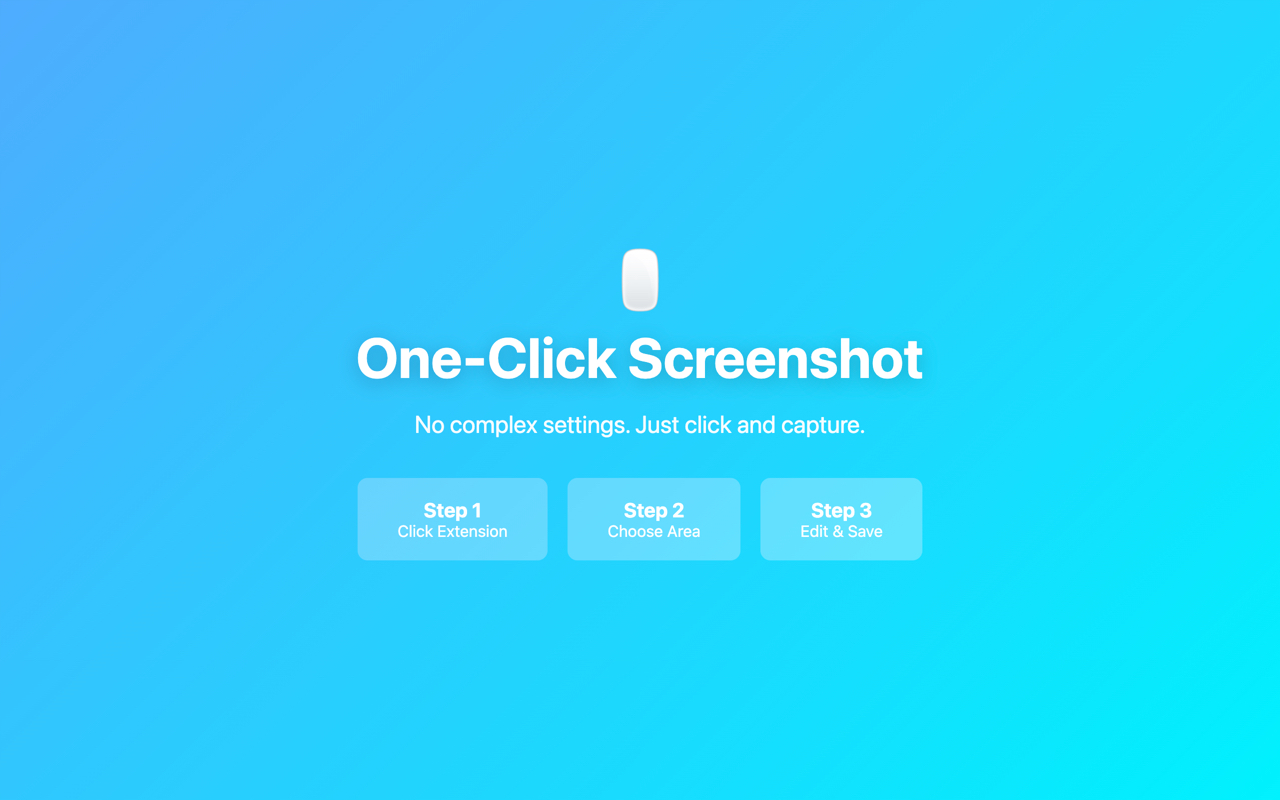 One-Click Screenshot
No complex settings. Just click and capture.
Step 1
Click Extension
Step 2
Choose Area
Step 3
Edit & Save